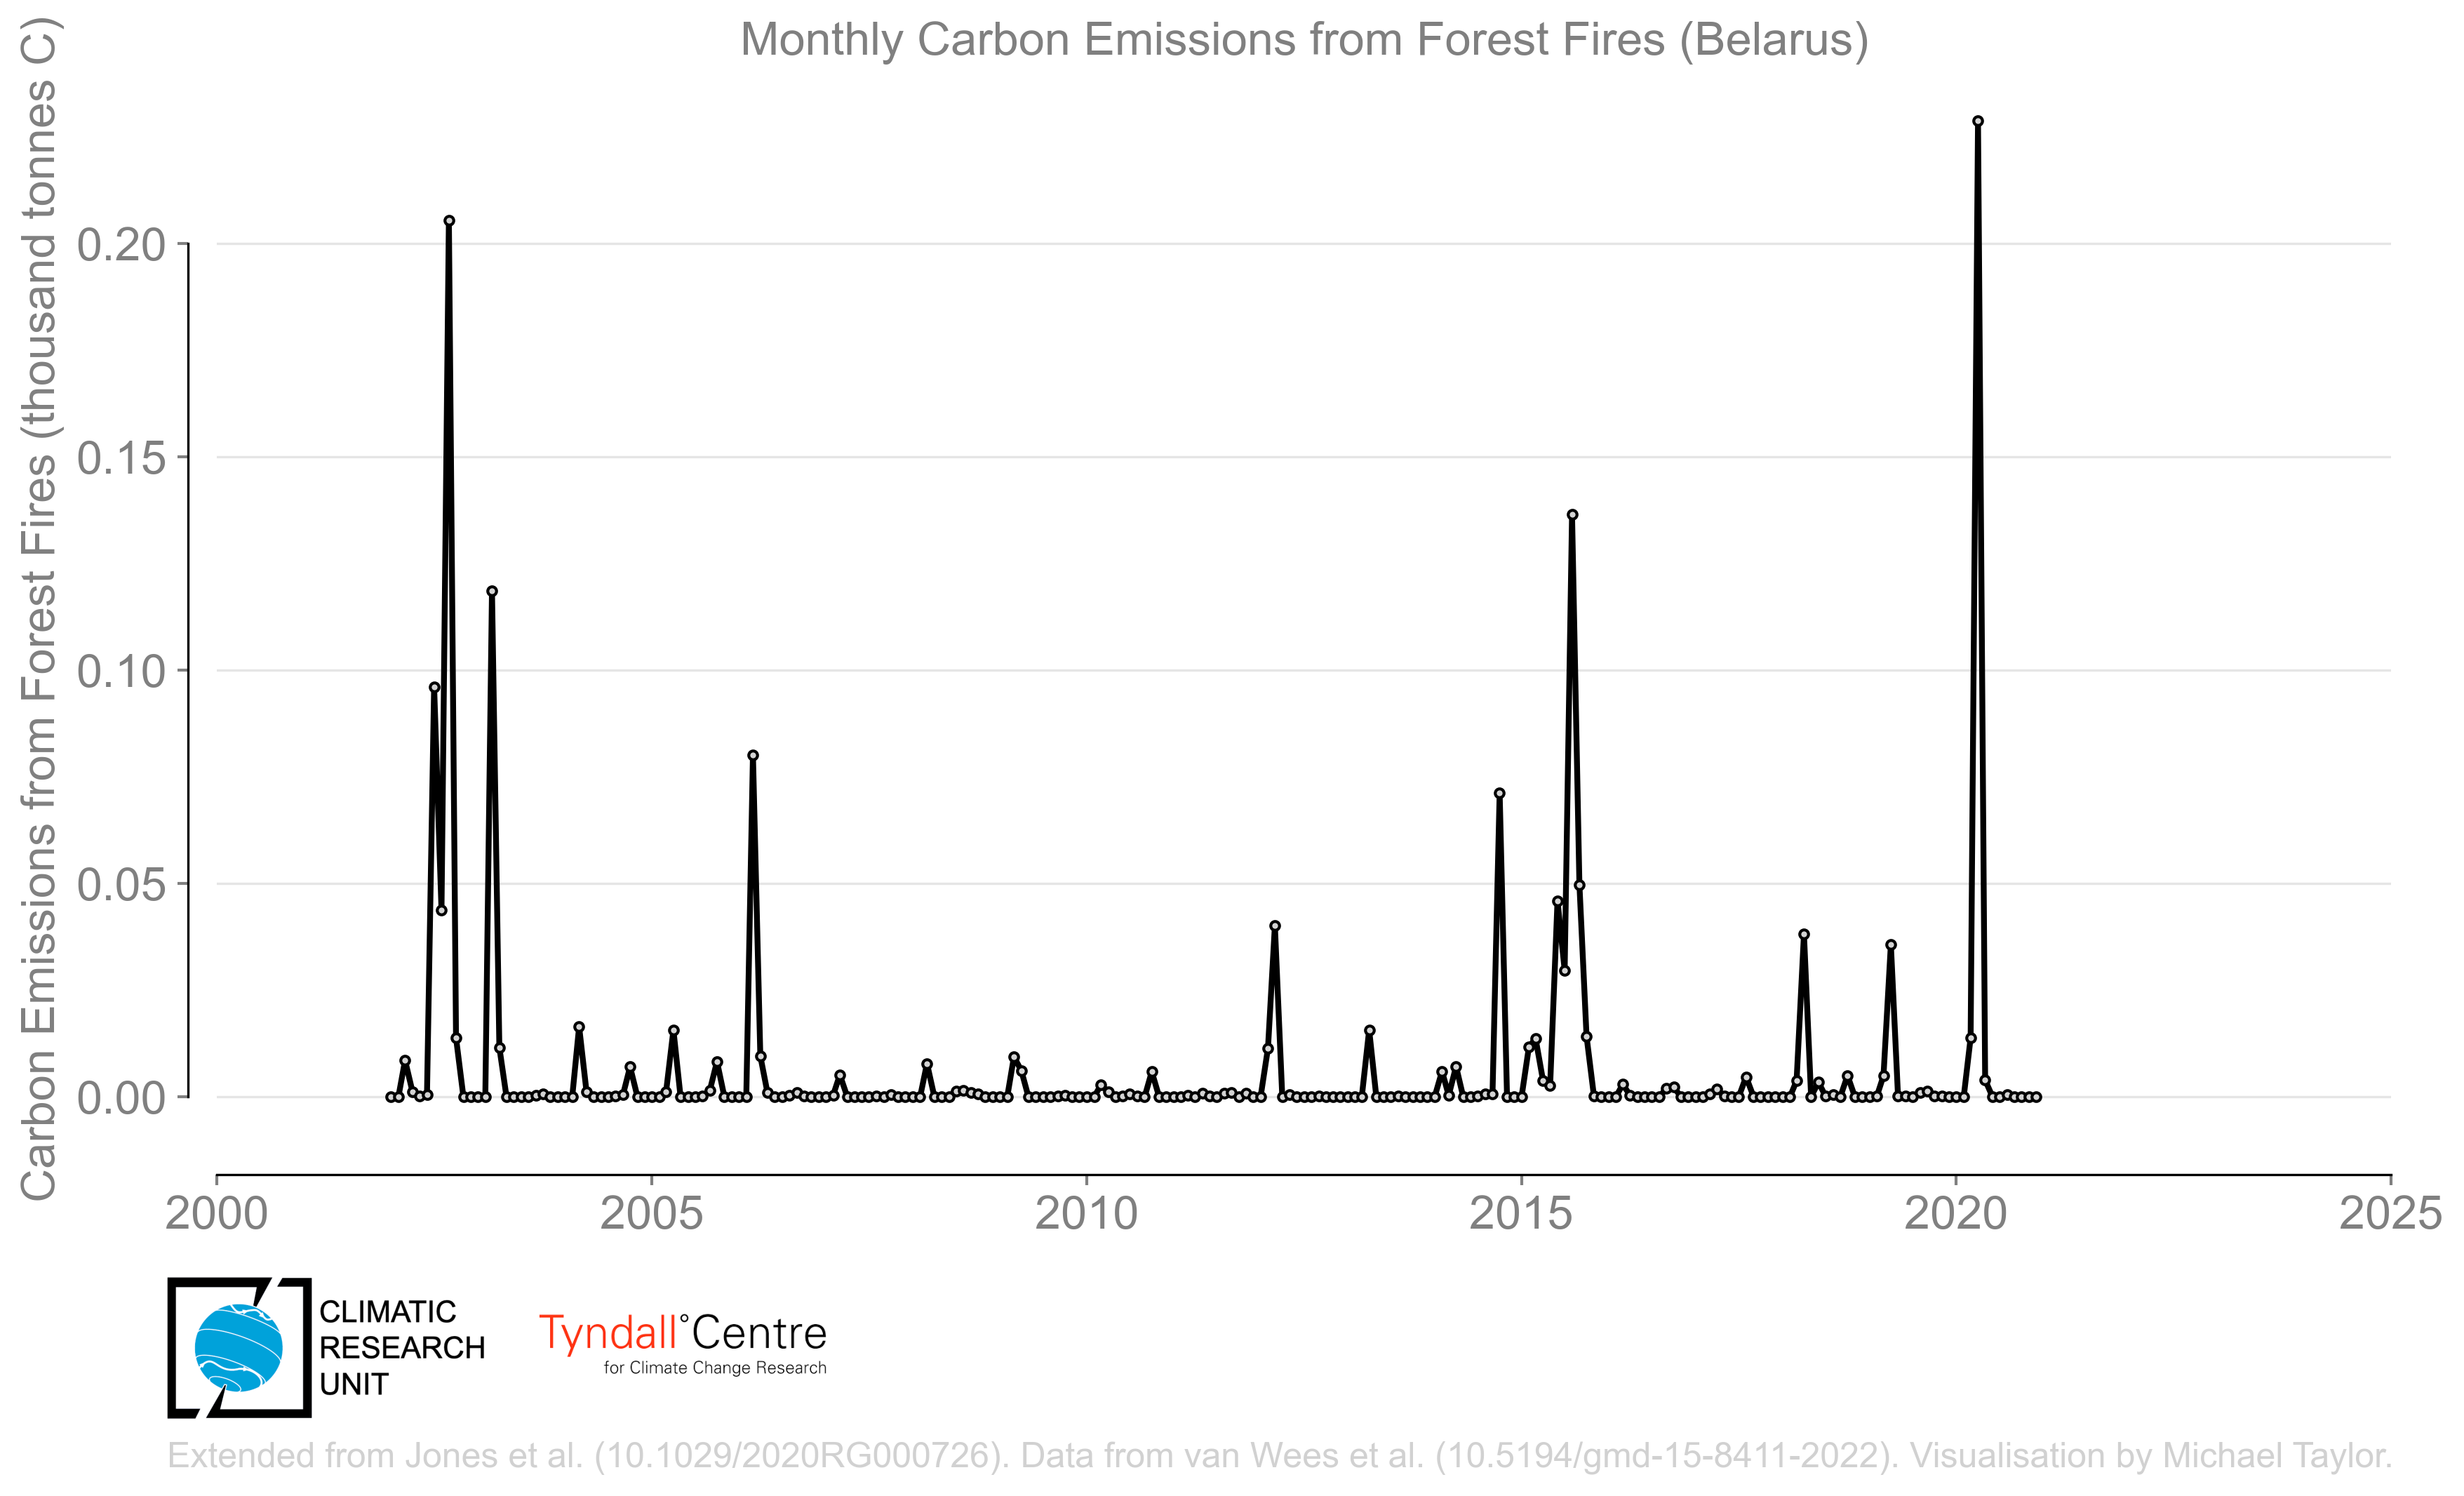 Monthly Carbon Emissions from Forest Fires (Belarus)
Carbon Emissions from Forest Fires (thousand tonnes C)
0.20
0.15
0.10
0.05
0.00
2000
2005
2010
2015
2020
2025
CLIMATIC
RESEARCH
UNIT
Tyndall°Centre
for Climate Change Research
Extended from Jones et al. (10.1029/2020RG000726). Data from van Wees et al. (10.5194/gmd-15-8411-2022). Visualisation by Michael Taylor.